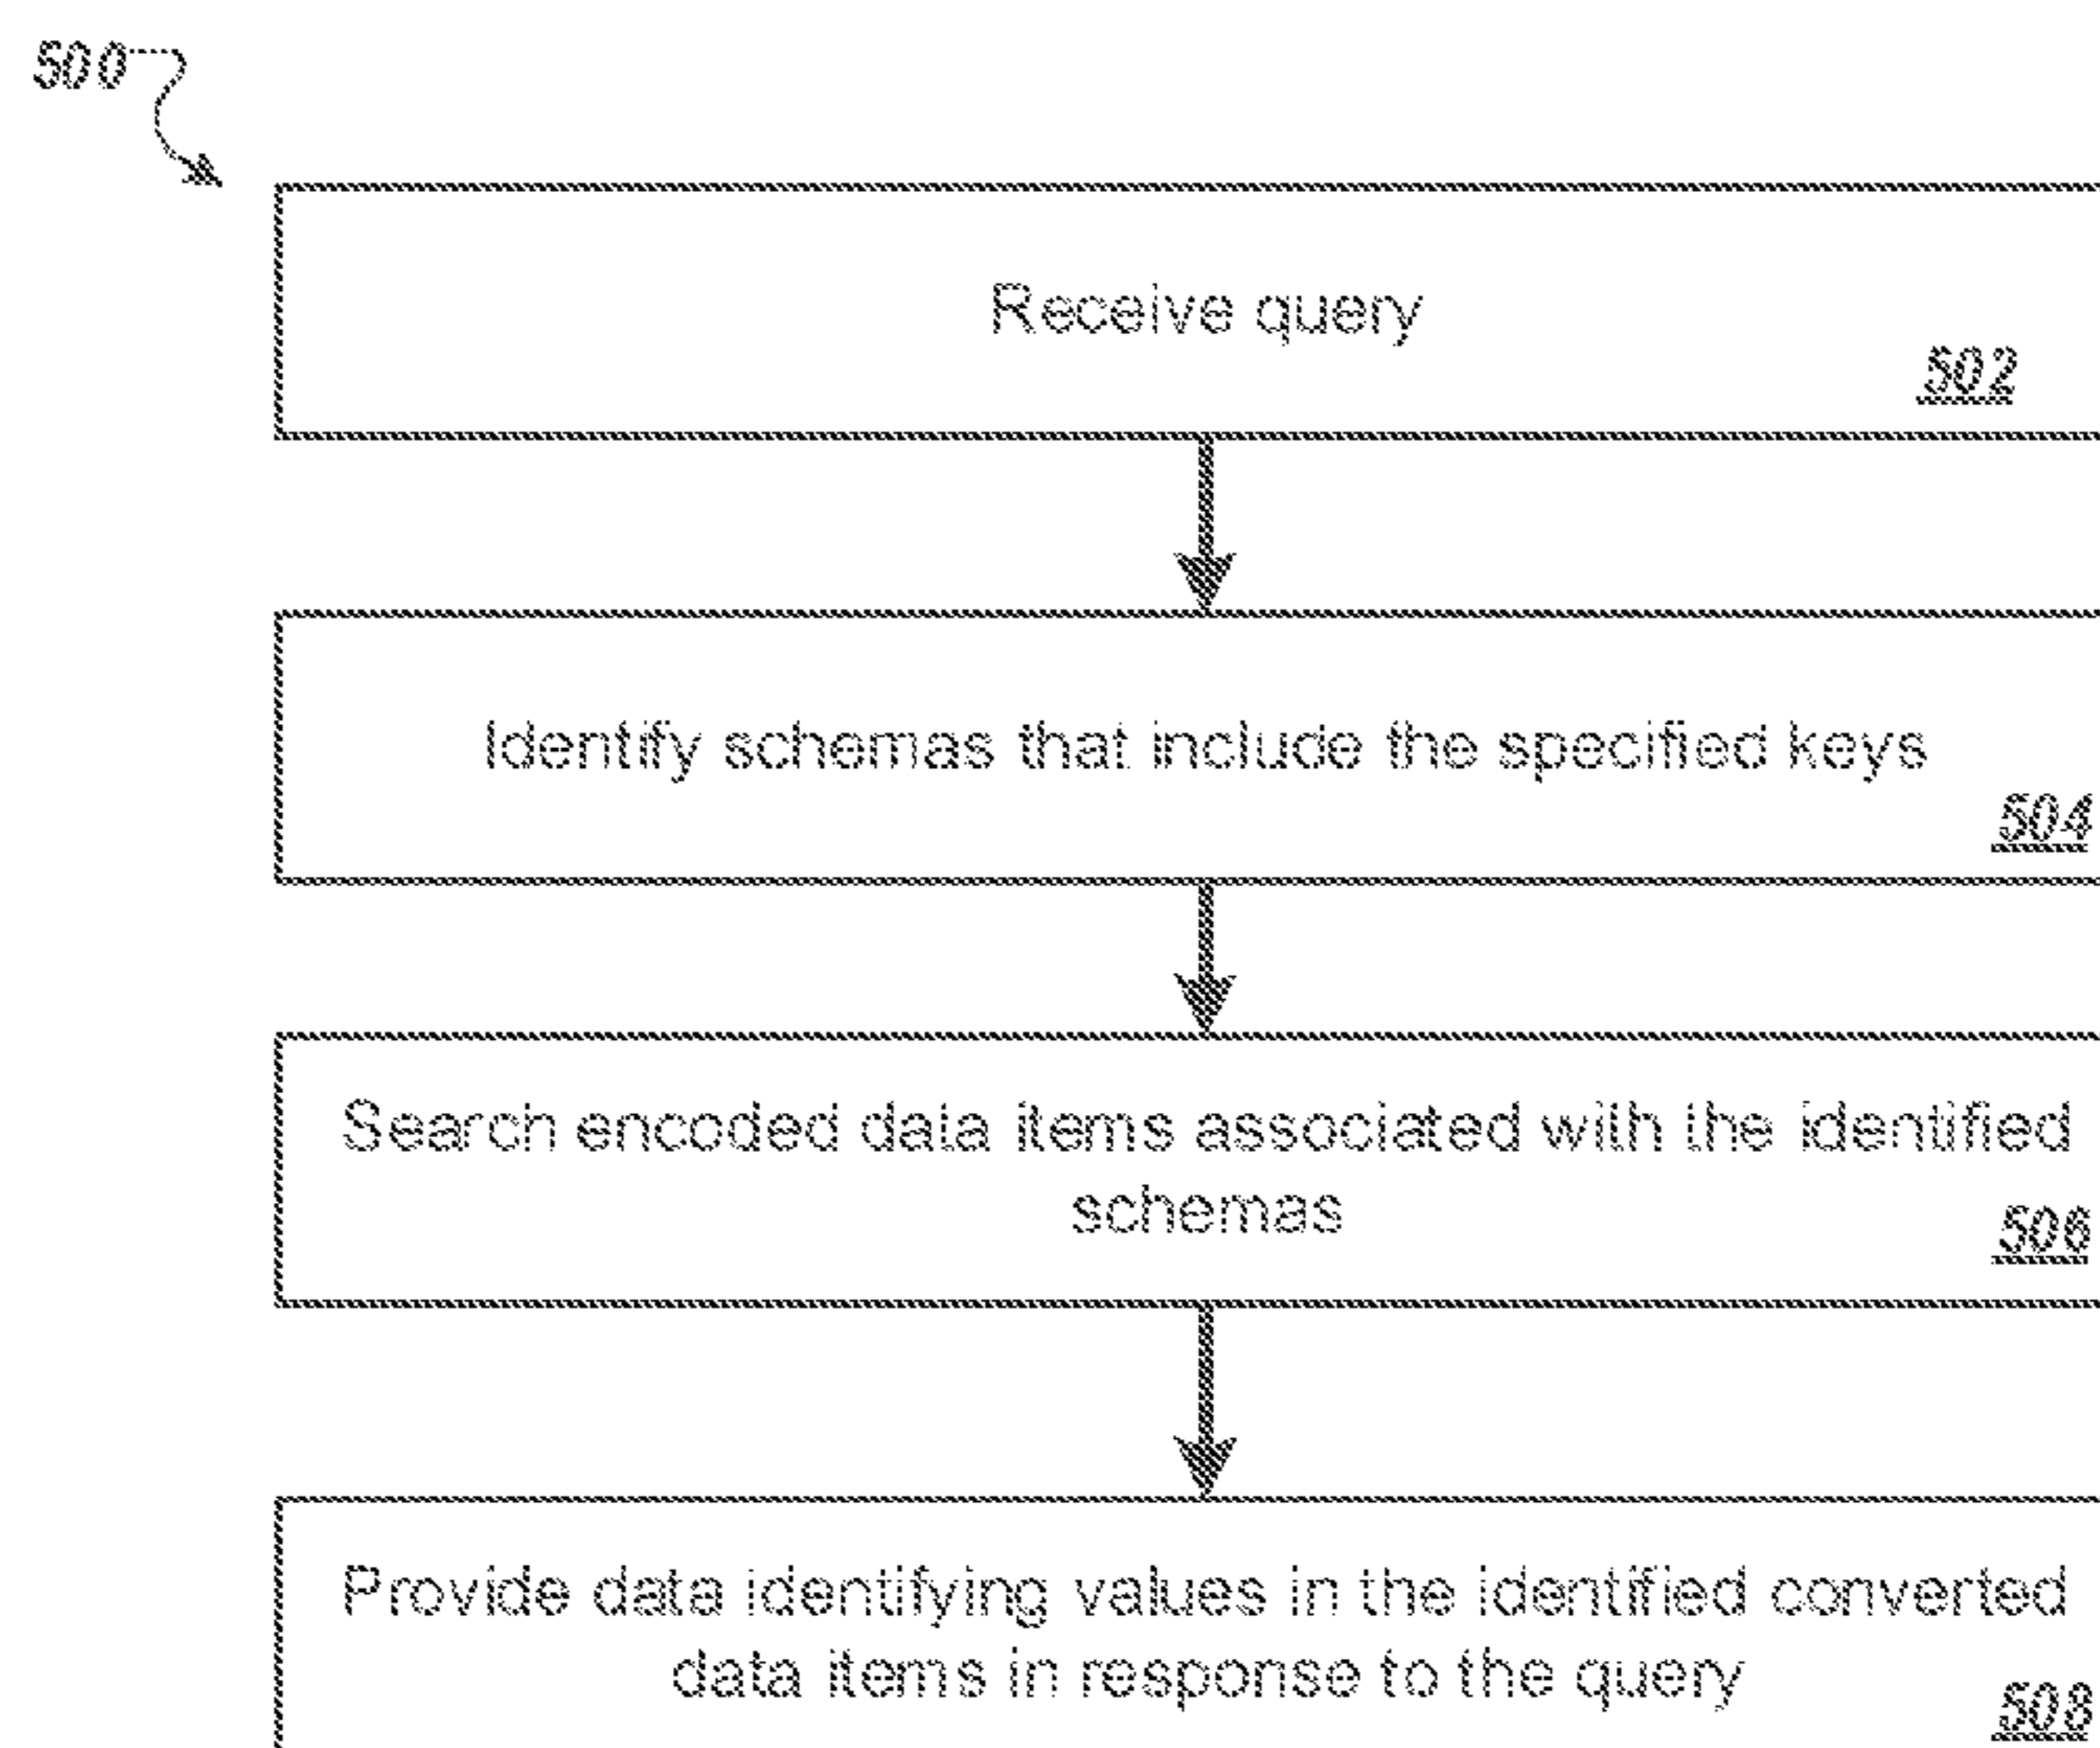 500
Receive query
502
Identify schemas that include the specified keys
504
Search encoded data items associated with the identified
schemas
506
Provide data identifying values in the identified converted
data items in response to the query
508